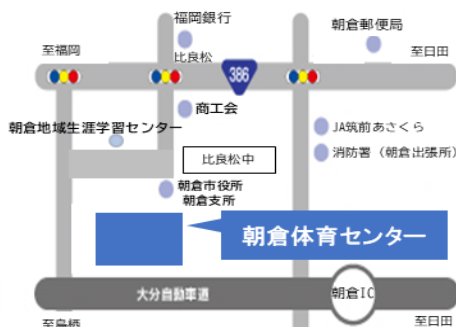 福岡銀行
朝倉郵便局
至福岡
比良松
至日田
386
商工会
朝倉地域生涯学習センター
JA筑前あさくら
比良松中
消防署（朝倉出張所）
朝倉市役所
朝倉支所
朝倉体育センター
大分自動車道
朝倉IC
至鳥栖
至日田